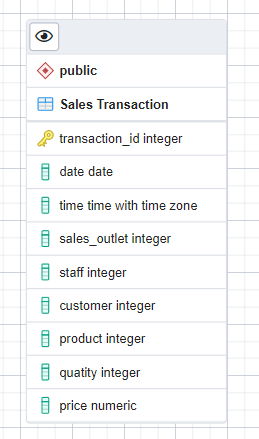 public
Sales Transaction
transaction_id integer
date date
time time with time zone
sales_outlet integer
staff integer
customer integer
product integer
quatity integer
price numeric